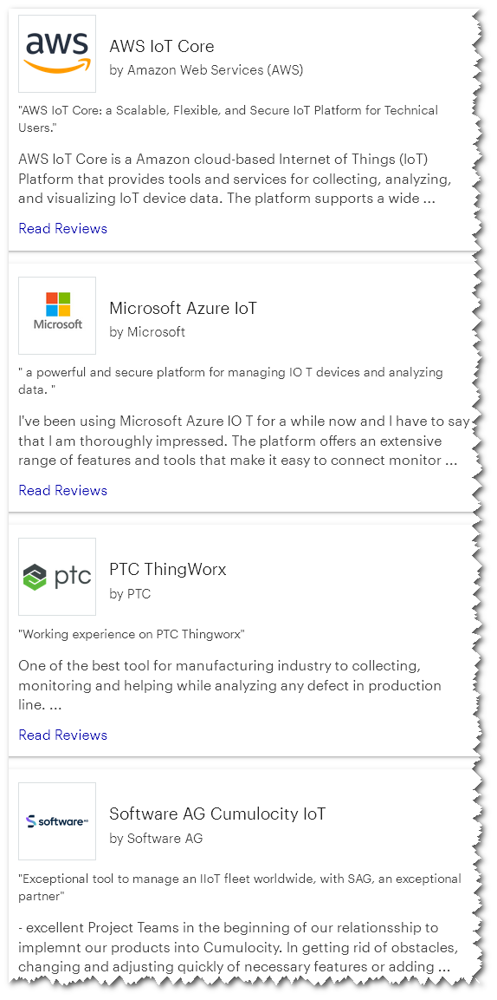 aws
AWS IoT Core
by Amazon Web Services (AWS)
"AWS IoT Core: a Scalable, Flexible, and Secure IoT Platform for Technical
Users."
AWS IoT Core is a Amazon cloud-based Internet of Things (IoT)
Platform that provides tools and services for collecting, analyzing,
and visualizing IoT device data. The platform supports a wide ...
Read Reviews
Microsoft
Microsoft Azure IoT
by Microsoft
" a powerful and secure platform for managing IO T devices and analyzing
data. "
I've been using Microsoft Azure IO T for a while now and I have to say
that I am thoroughly impressed. The platform offers an extensive
range of features and tools that make it easy to connect monitor ...
Read Reviews
ptc
PTC ThingWorx
by PTC
"Working experience on PTC Thingworx"
One of the best tool for manufacturing industry to collecting,
monitoring and helping while analyzing any defect in production
line. ...
Read Reviews
software AG
Software AG Cumulocity IoT
by Software AG
"Exceptional tool to manage an IIoT fleet worldwide, with SAG, an exceptional
partner"
- excellent Project Teams in the beginning of our relationsship to
implemnt our products into Cumulocity. In getting rid of obstacles,
changing and adjusting quickly of necessary features or adding ...